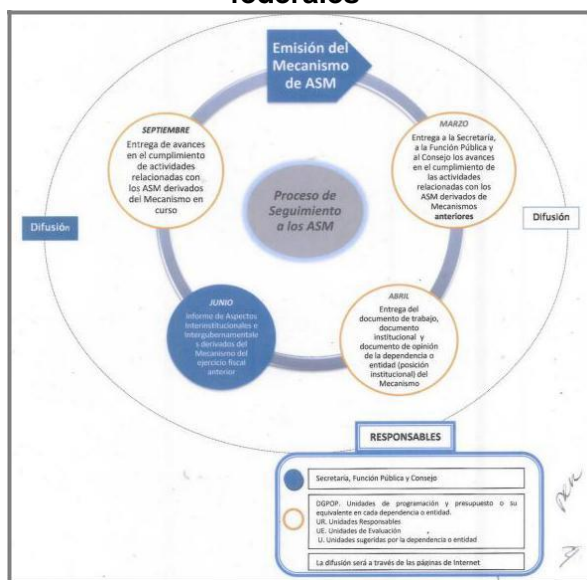 federales
Emisión del
Mecanismo
de ASM
MARZO
Entrega a la Secretaría,
a la Función Pública y
al Consejo los avances
en el cumplimiento de
las actividades
relacionadas con los
ASM derivados de
Mecanismos
anteriores
Difusión
ABRIL
Entrega del
documento de trabajo,
documento
institucional y
documento de opinión
de la dependencia o
entidad (posición
institucional) del
Mecanismo
JUNIO
Informe de Aspectos
Interinstitucionales e
Intergubernamentale
s derivados del
Mecanismo del
ejercicio fiscal
anterior
Difusión
SEPTIEMBRE
Entrega de avances
en el cumplimiento
de actividades
relacionadas con
los ASM derivados
del Mecanismo en
curso
Proceso de
Seguimiento
a los ASM
RESPONSABLES
Secretaría, Función Pública y Consejo
DGPOP. Unidades de programación y presupuesto o su
equivalente en cada dependencia o entidad.
UR. Unidades Responsables
UE. Unidades de Evaluación
U. Unidades sugeridas por la dependencia o entidad
La difusión será a través de las páginas de Internet